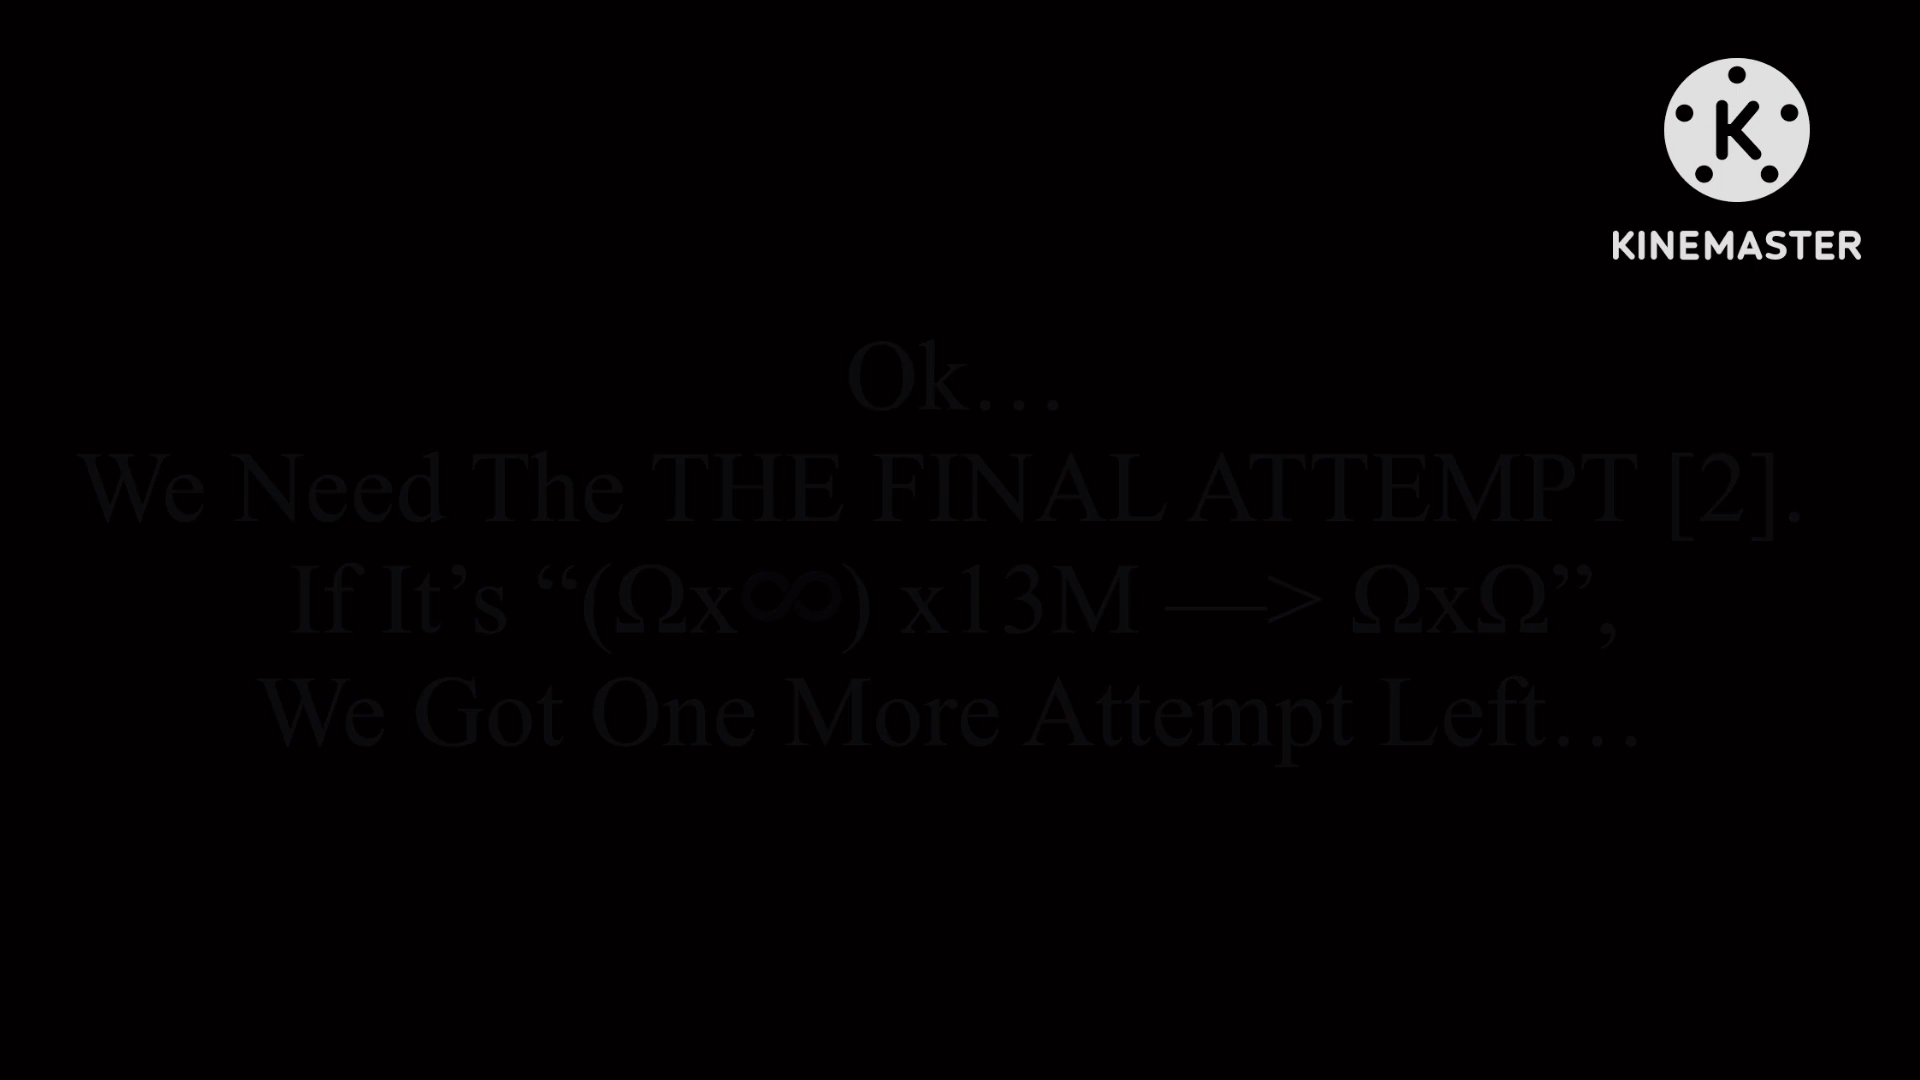 KINEMASTER
Ok…
We Need The THE FINAL ATTEMPT [2].
If It’s “(Ωx∞) x13M —> ΩxΩ”,
We Got One More Attempt Left…